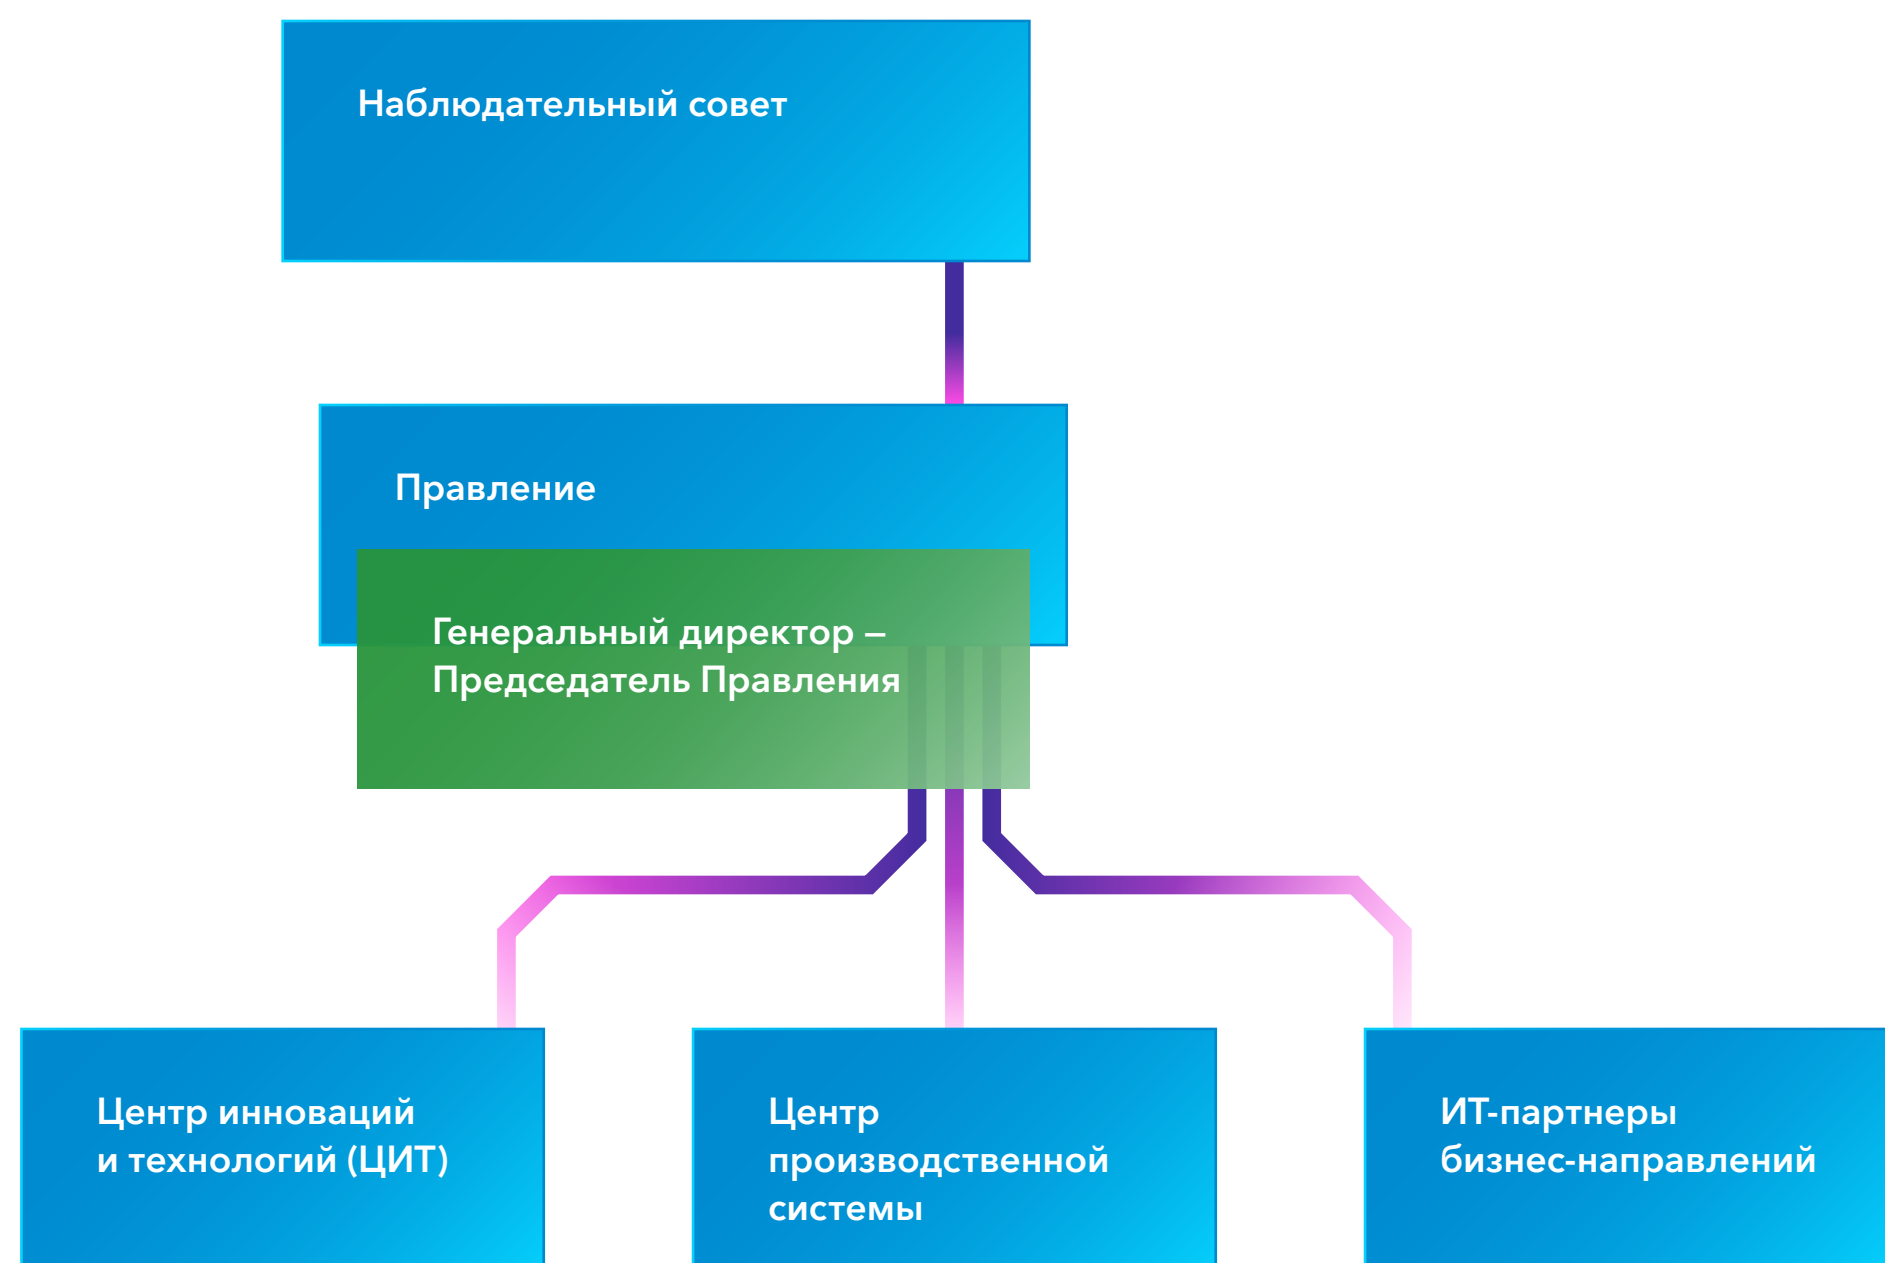 Наблюдательный совет
Правление
Генеральный директор –
Председатель Правления
Центр инноваций
и технологий (ЦИТ)
Центр
производственной
системы
ИТ-партнеры
бизнес-направлений